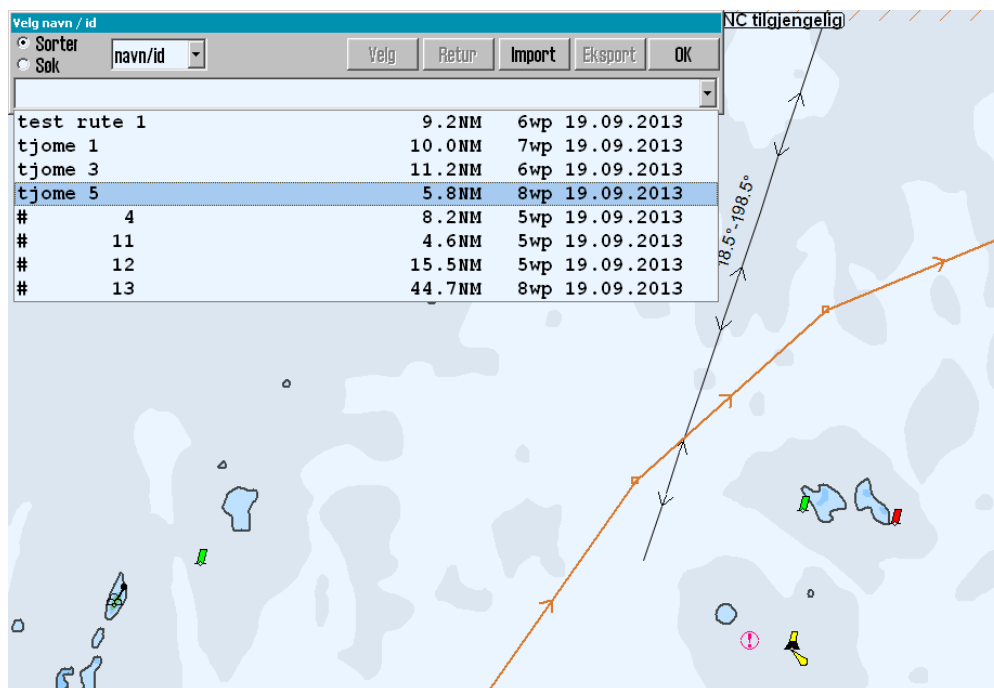 Velg navn / id
NC tilgjengelig
Sorter
Søk
navn/id
Velg
Retur
Import
Eksport
OK
test rute 1 9.2NM 6wp 19.09.2013
tjome 1 10.0NM 7wp 19.09.2013
tjome 3 11.2NM 6wp 19.09.2013
tjome 5 5.8NM 8wp 19.09.2013
# 4 8.2NM 5wp 19.09.2013
# 11 4.6NM 5wp 19.09.2013
# 12 15.5NM 5wp 19.09.2013
# 13 44.7NM 8wp 19.09.2013
18.5°-198.5°